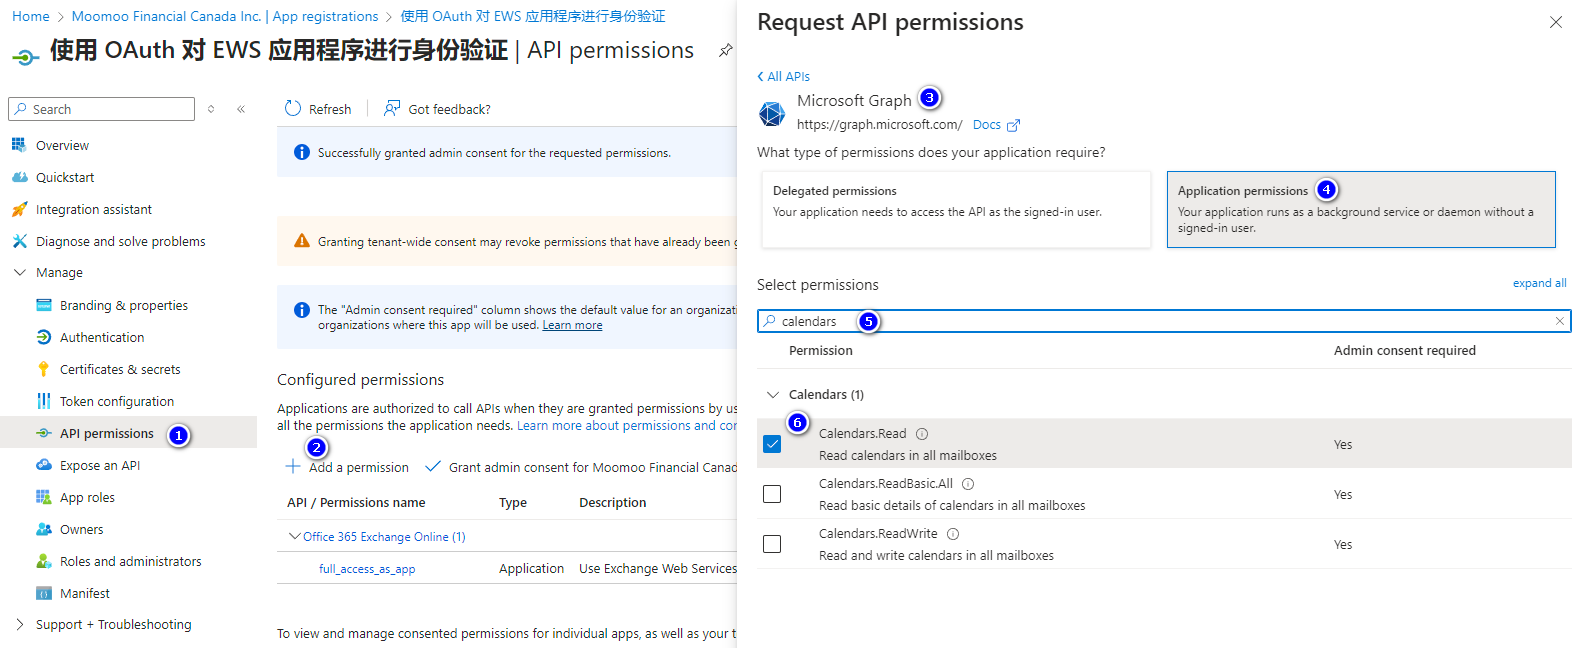 Home > Moomoo Financial Canada Inc. | App registrations > 使用 OAuth 对 EWS 应用程序进行身份验证
使用 OAuth 对 EWS 应用程序进行身份验证 | API permissions
Search
Overview
Quickstart
Integration assistant
Diagnose and solve problems
Manage
Branding & properties
Authentication
Certificates & secrets
Token configuration
API permissions 1
Expose an API
App roles
Owners
Roles and administrators
Manifest
Support + Troubleshooting
Refresh
Got feedback?
Successfully granted admin consent for the requested permissions.
Granting tenant-wide consent may revoke permissions that have already been
The "Admin consent required" column shows the default value for an
organizations where this app will be used. Learn more
Configured permissions
Applications are authorized to call APIs when they are granted permissions by
all the permissions the application needs. Learn more about permissions and
2
Add a permission
Grant admin consent for Moomoo Financial
API / Permissions name Type Description
Office 365 Exchange Online (1)
full_access_as_app Application Use Exchange Web Services
To view and manage consented permissions for individual apps, as well as your
Request API permissions
All APIs
Microsoft Graph 3
https://graph.microsoft.com/ Docs
What type of permissions does your application require?
Delegated permissions
Your application needs to access the API as the signed-in user.
Application permissions 4
Your application runs as a background service or daemon without a
signed-in user.
Select permissions
expand all
calendars 5
Permission Admin consent required
Calendars (1)
6
Calendars.Read
Read calendars in all mailboxes
Yes
Calendars.ReadBasic.All
Read basic details of calendars in all mailboxes
Yes
Calendars.ReadWrite
Read and write calendars in all mailboxes
Yes